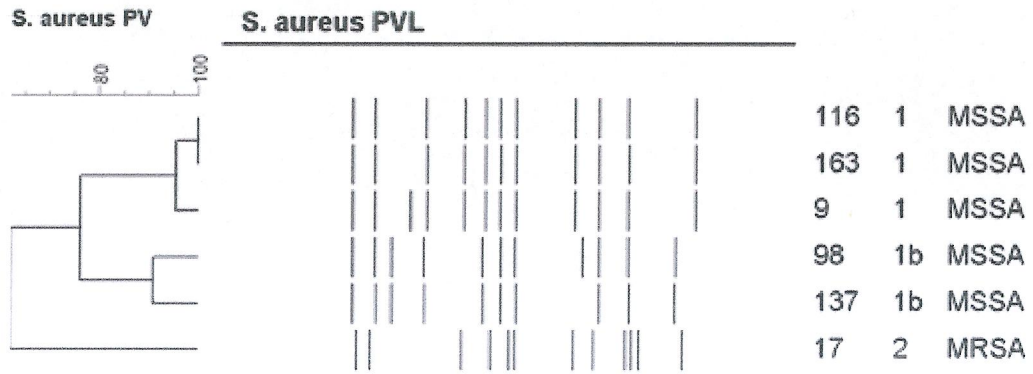 S. aureus PV
S. aureus PVL
80
100
116 1 MSSA
163 1 MSSA
9 1 MSSA
98 1b MSSA
137 1b MSSA
17 2 MRSA